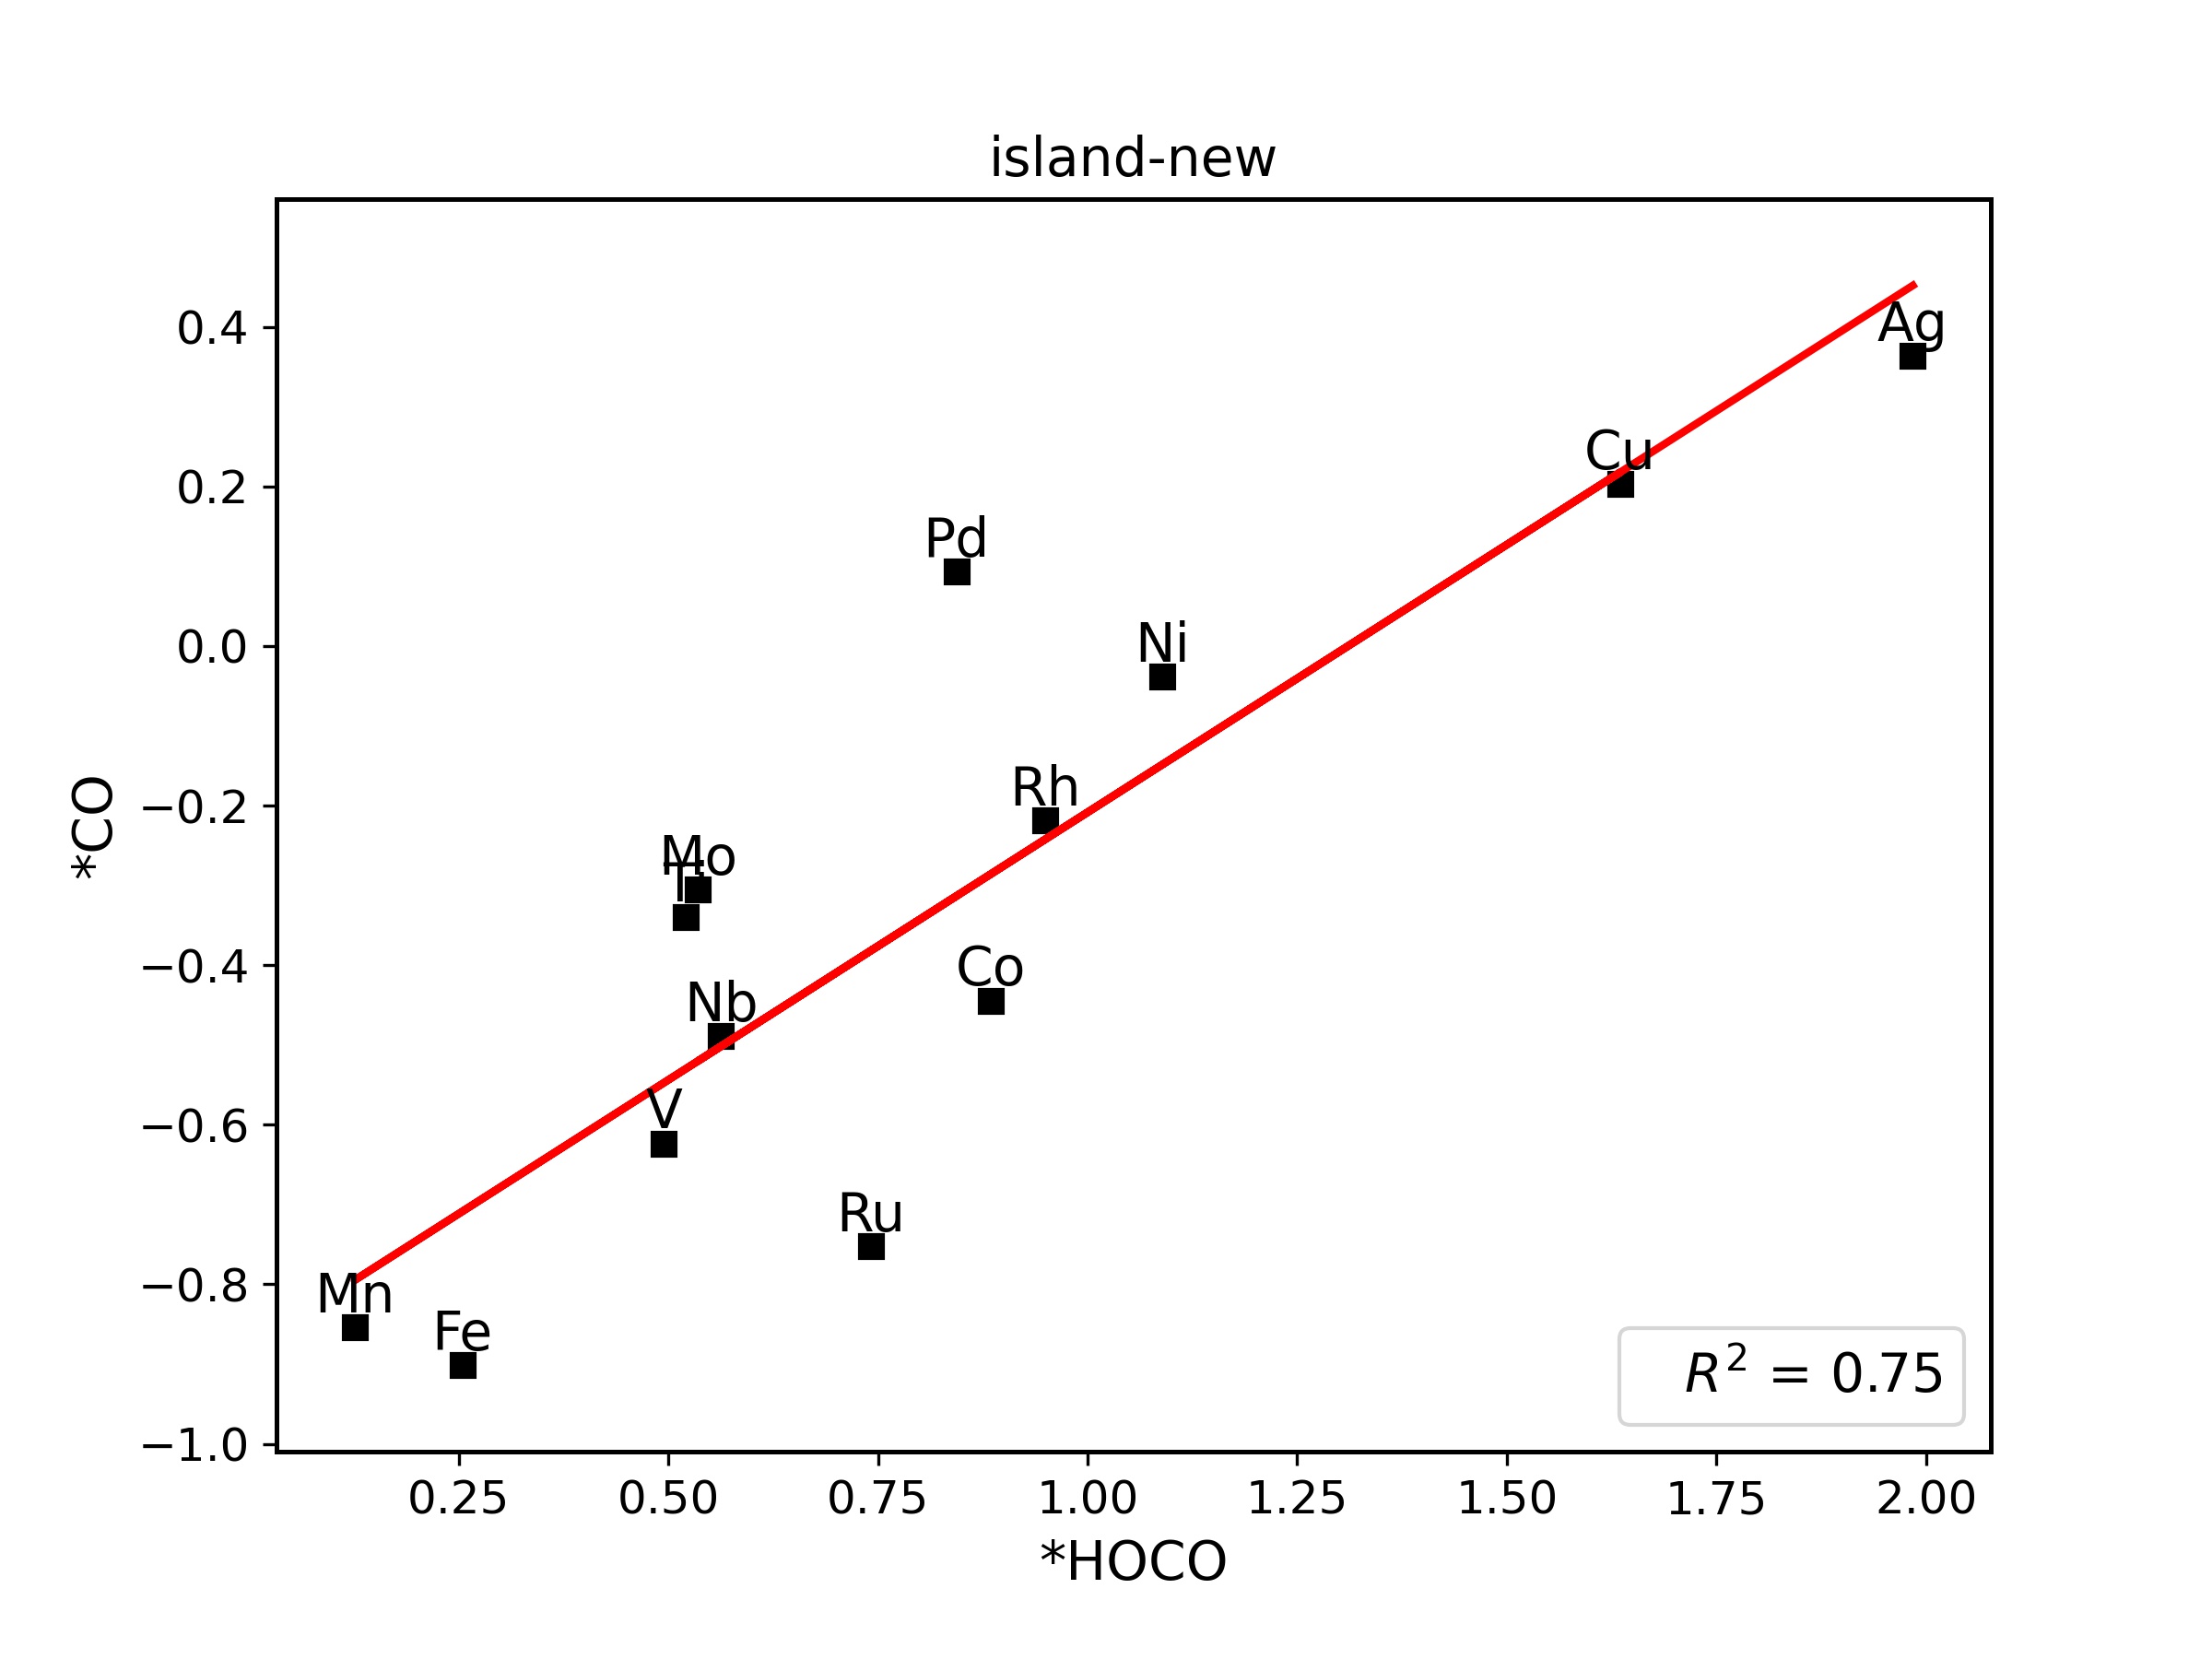 island-new
0.4
0.2
0.0
−0.2
−0.4
−0.6
−0.8
−1.0
*CO
Ag
Cu
Pd
Ni
Rh
Mo
Ti
Co
Nb
V
Ru
Mn
Fe
R² = 0.75
0.25 0.50 0.75 1.00 1.25 1.50 1.75 2.00
*HOCO